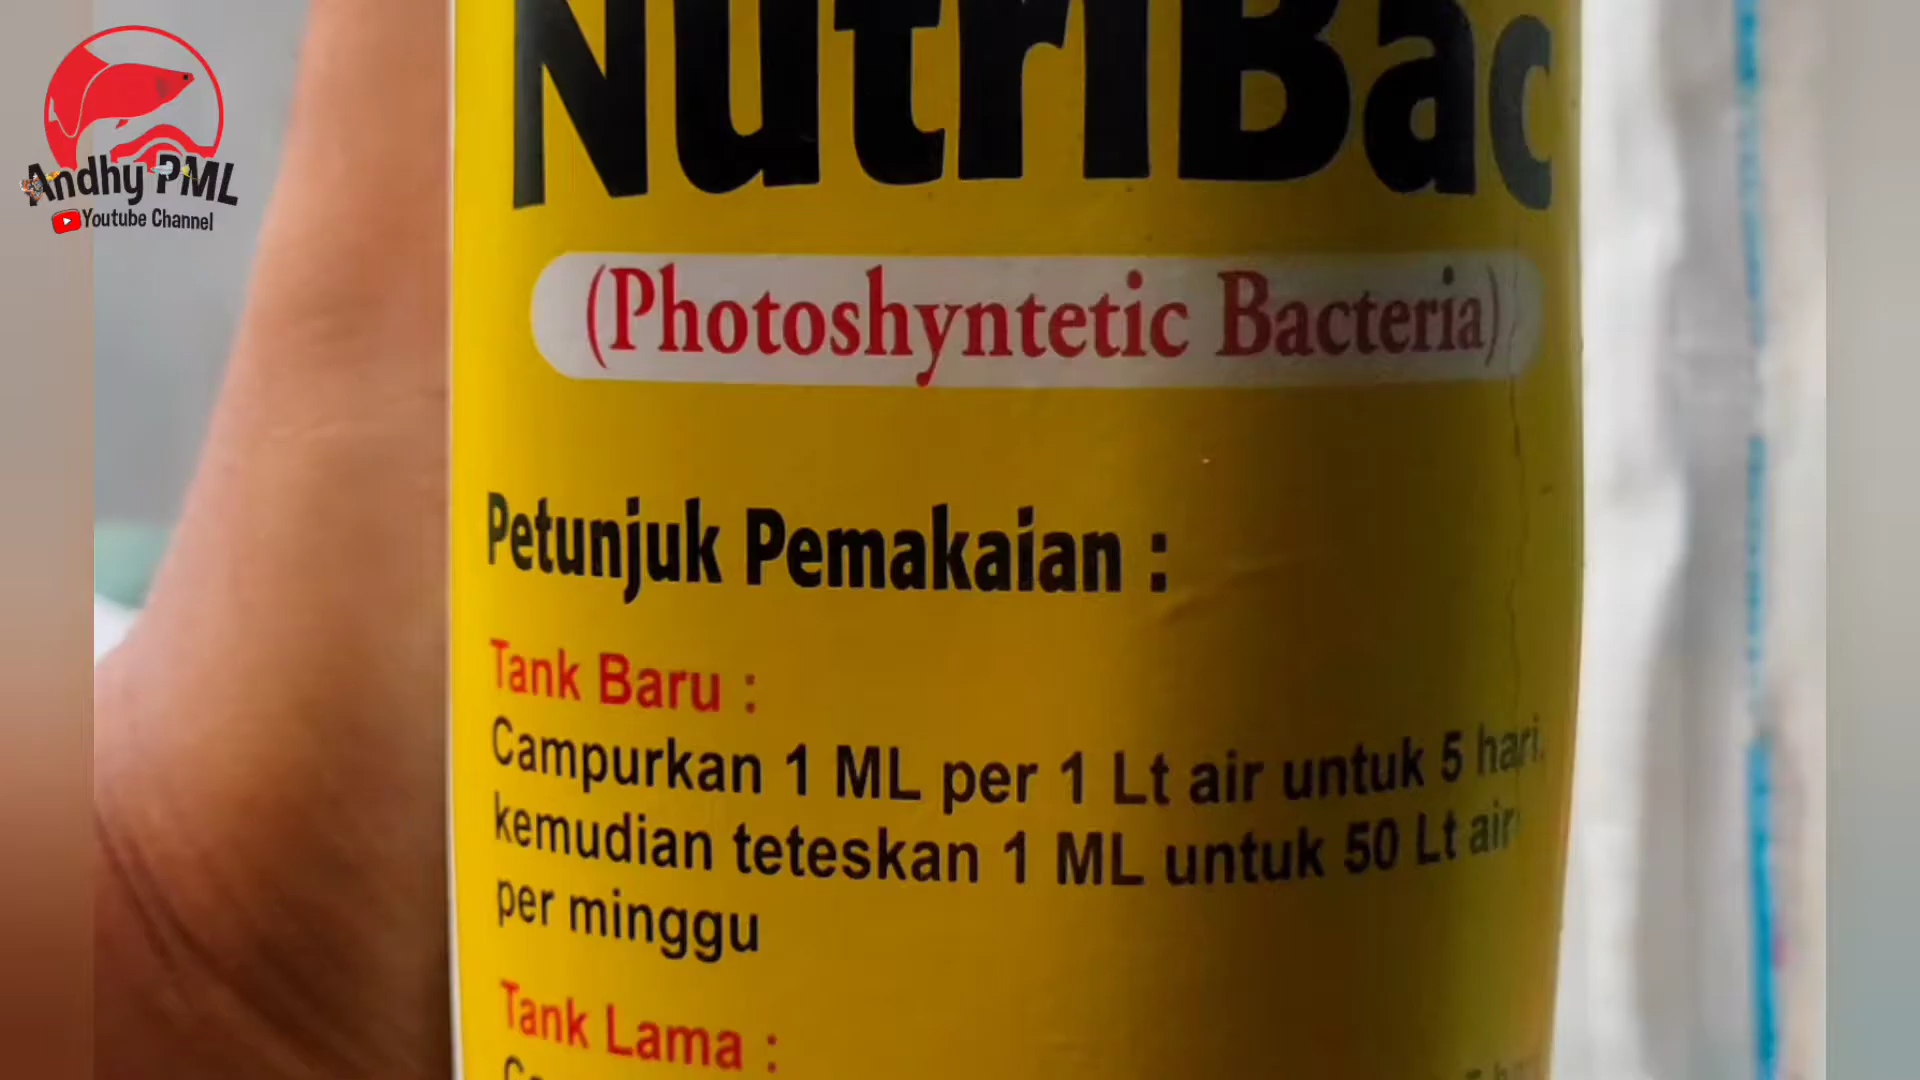 Andhy PML
Youtube Channel
NutriBac
(Photoshyntetic Bacteria)
Petunjuk Pemakaian :
Tank Baru :
Campurkan 1 ML per 1 Lt air untuk 5 hari.
kemudian teteskan 1 ML untuk 50 Lt air
per minggu
Tank Lama :